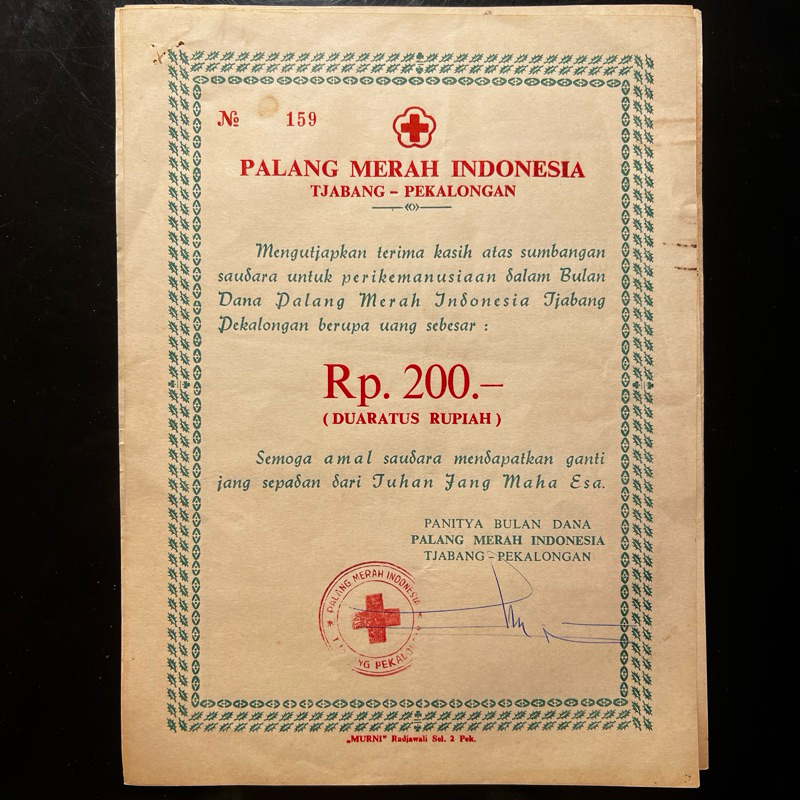 № 159
PALANG MERAH INDONESIA
TJABANG – PEKALONGAN
Mengutjapkan terima kasih atas sumbangan
saudara untuk perikemanusiaan dalam Bulan
Dana Palang Merah Indonesia Tjabang
Pekalongan berupa uang sebesar :
Rp. 200.–
( DUARATUS RUPIAH )
Semoga amal saudara mendapatkan ganti
jang sepadan dari Tuhan Jang Maha Esa.
PANITYA BULAN DANA
PALANG MERAH INDONESIA
TJABANG - PEKALONGAN
PALANG MERAH INDONESIA
„MURNI" Radjawali Sel. 2 Pek.